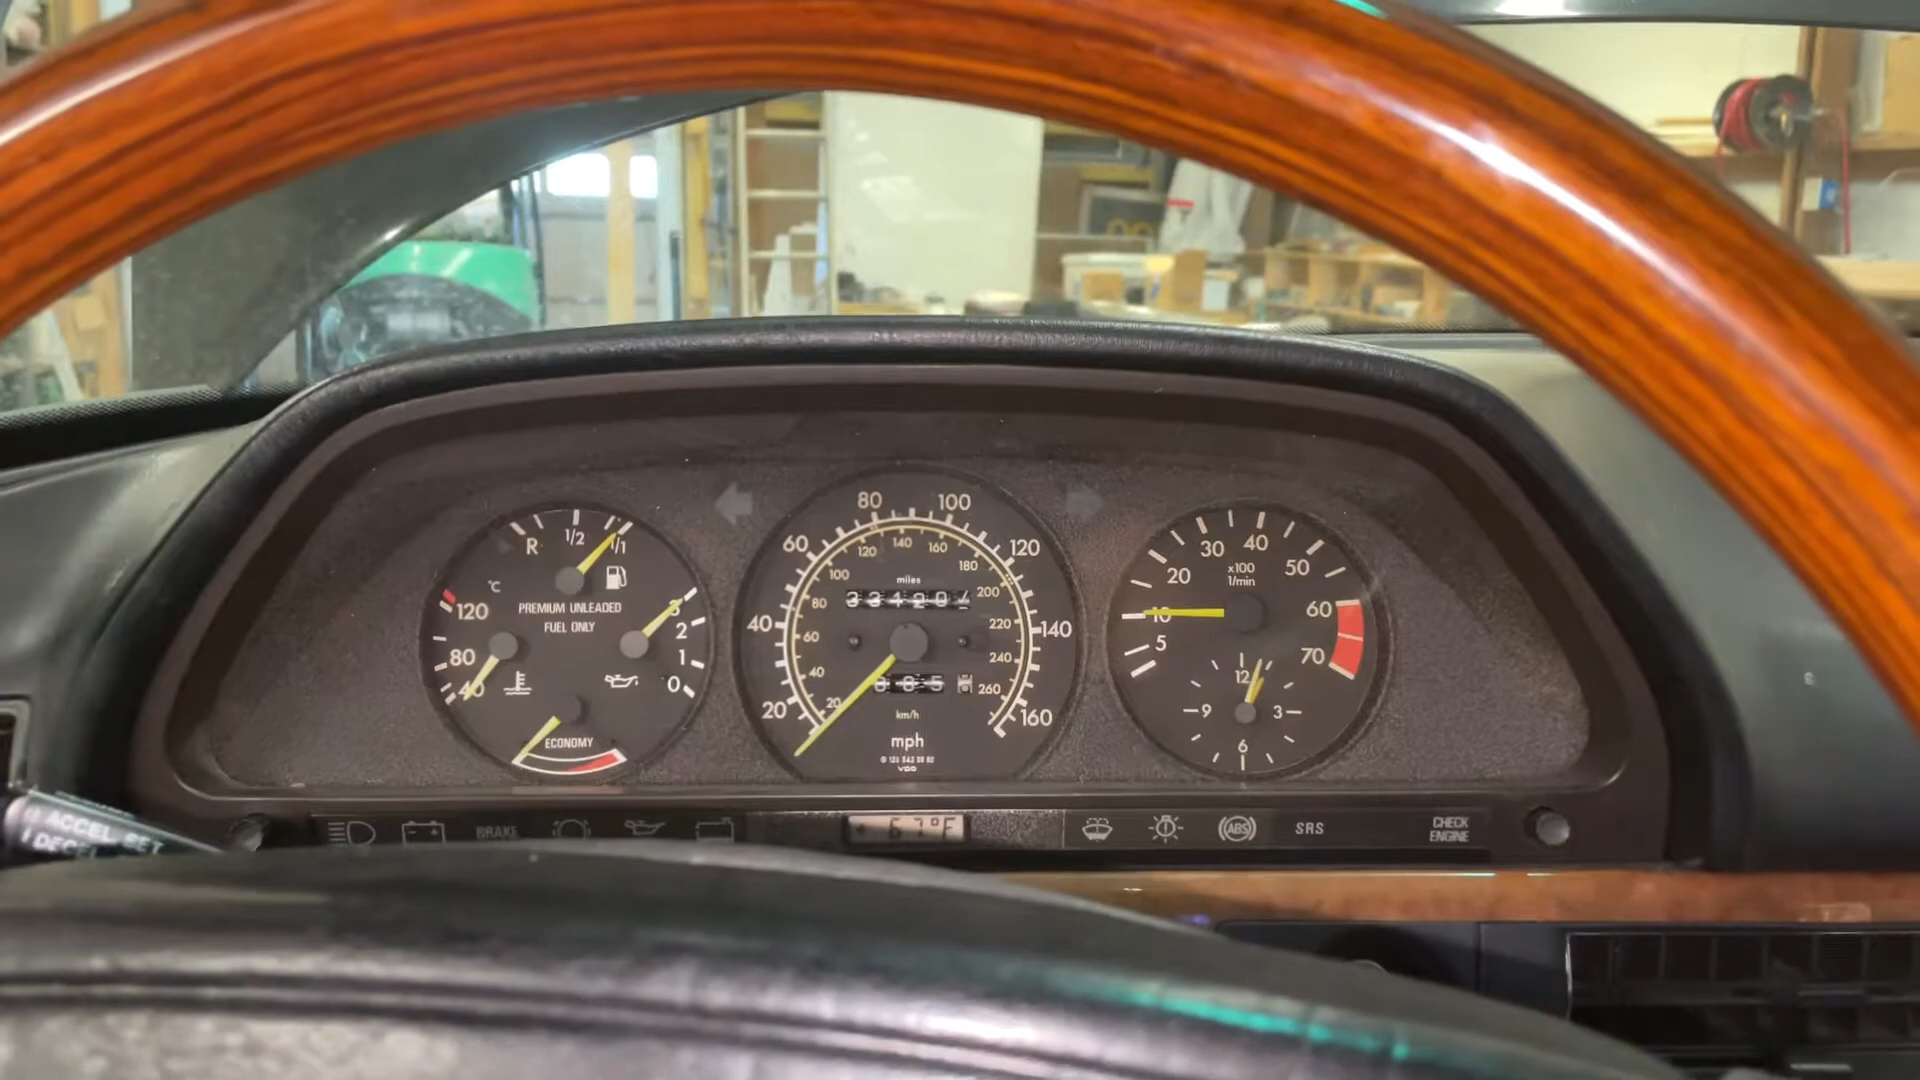 R 1/2 1/1
°C
120
80
40
PREMIUM UNLEADED
FUEL ONLY
3
2
1
0
ECONOMY
20 40 60 80 100 120 140 160
20 40 60 80 100 120 140 160 180 200 220 240 260
miles
km/h
mph
VDO
5 10 20 30 40 50 60 70
x100
1/min
12
3
6
9
ACCEL SET
DECEL
BRAKE
67°F
ABS
SRS
CHECK
ENGINE